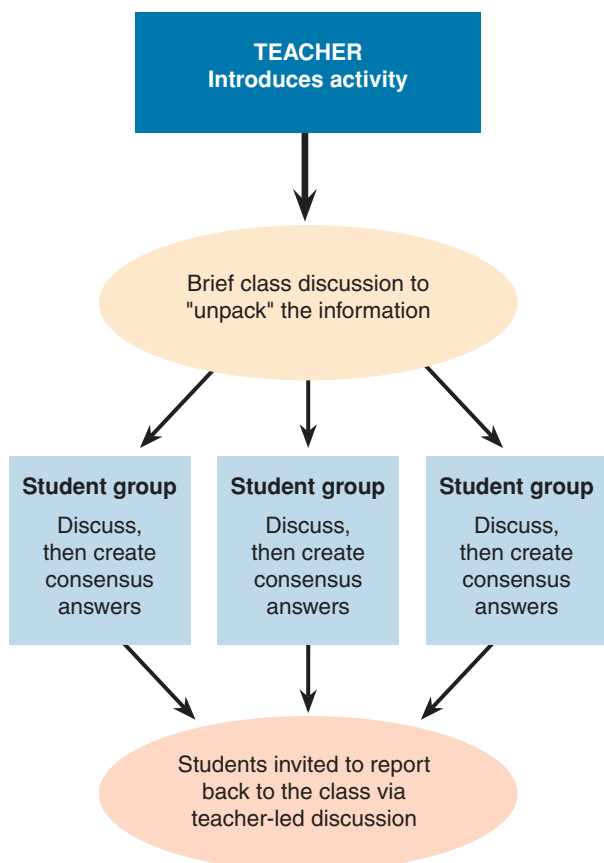 TEACHER
Introduces activity
Brief class discussion to
"unpack" the information
Student group
Discuss,
then create
consensus
answers
Student group
Discuss,
then create
consensus
answers
Student group
Discuss,
then create
consensus
answers
Students invited to report
back to the class via
teacher-led discussion